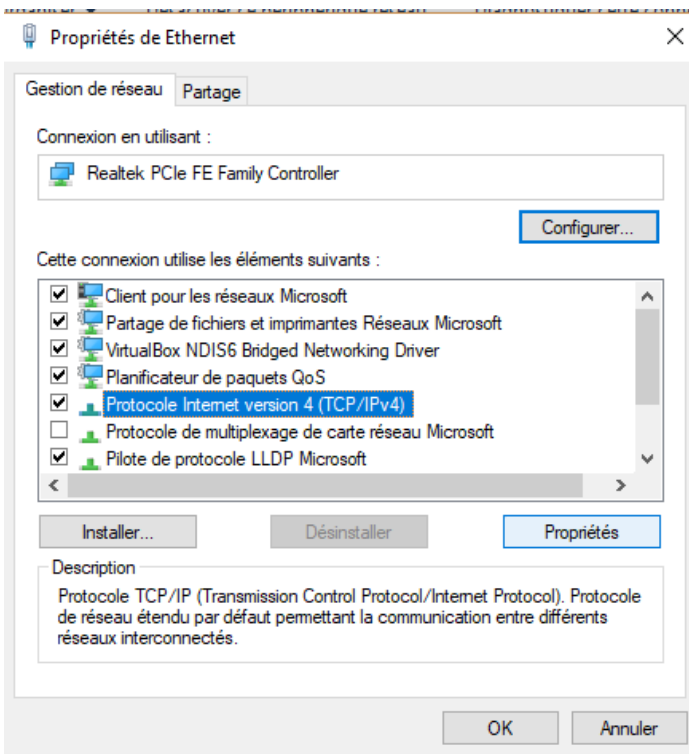 Propriétés de Ethernet
Gestion de réseau
Partage
Connexion en utilisant :
Realtek PCIe FE Family Controller
Configurer...
Cette connexion utilise les éléments suivants :
Client pour les réseaux Microsoft
Partage de fichiers et imprimantes Réseaux Microsoft
VirtualBox NDIS6 Bridged Networking Driver
Planificateur de paquets QoS
Protocole Internet version 4 (TCP/IPv4)
Protocole de multiplexage de carte réseau Microsoft
Pilote de protocole LLDP Microsoft
Installer...
Désinstaller
Propriétés
Description
Protocole TCP/IP (Transmission Control Protocol/Internet Protocol). Protocole
de réseau étendu par défaut permettant la communication entre différents
réseaux interconnectés.
OK
Annuler